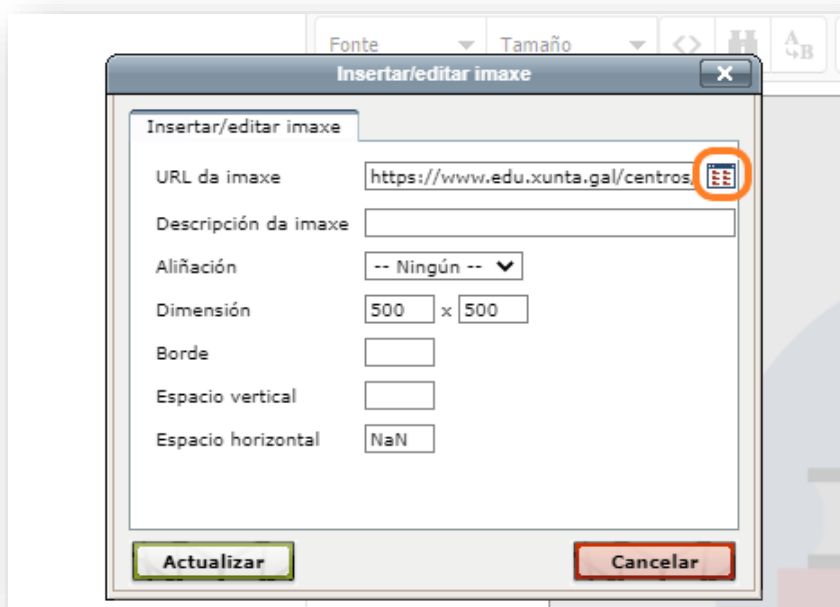 Fonte Tamaño <> A B
Insertar/editar imaxe X
Insertar/editar imaxe
URL da imaxe https://www.edu.xunta.gal/centros/
Descripción da imaxe
Aliñación -- Ningún --
Dimensión 500 x 500
Borde
Espacio vertical
Espacio horizontal NaN
Actualizar Cancelar